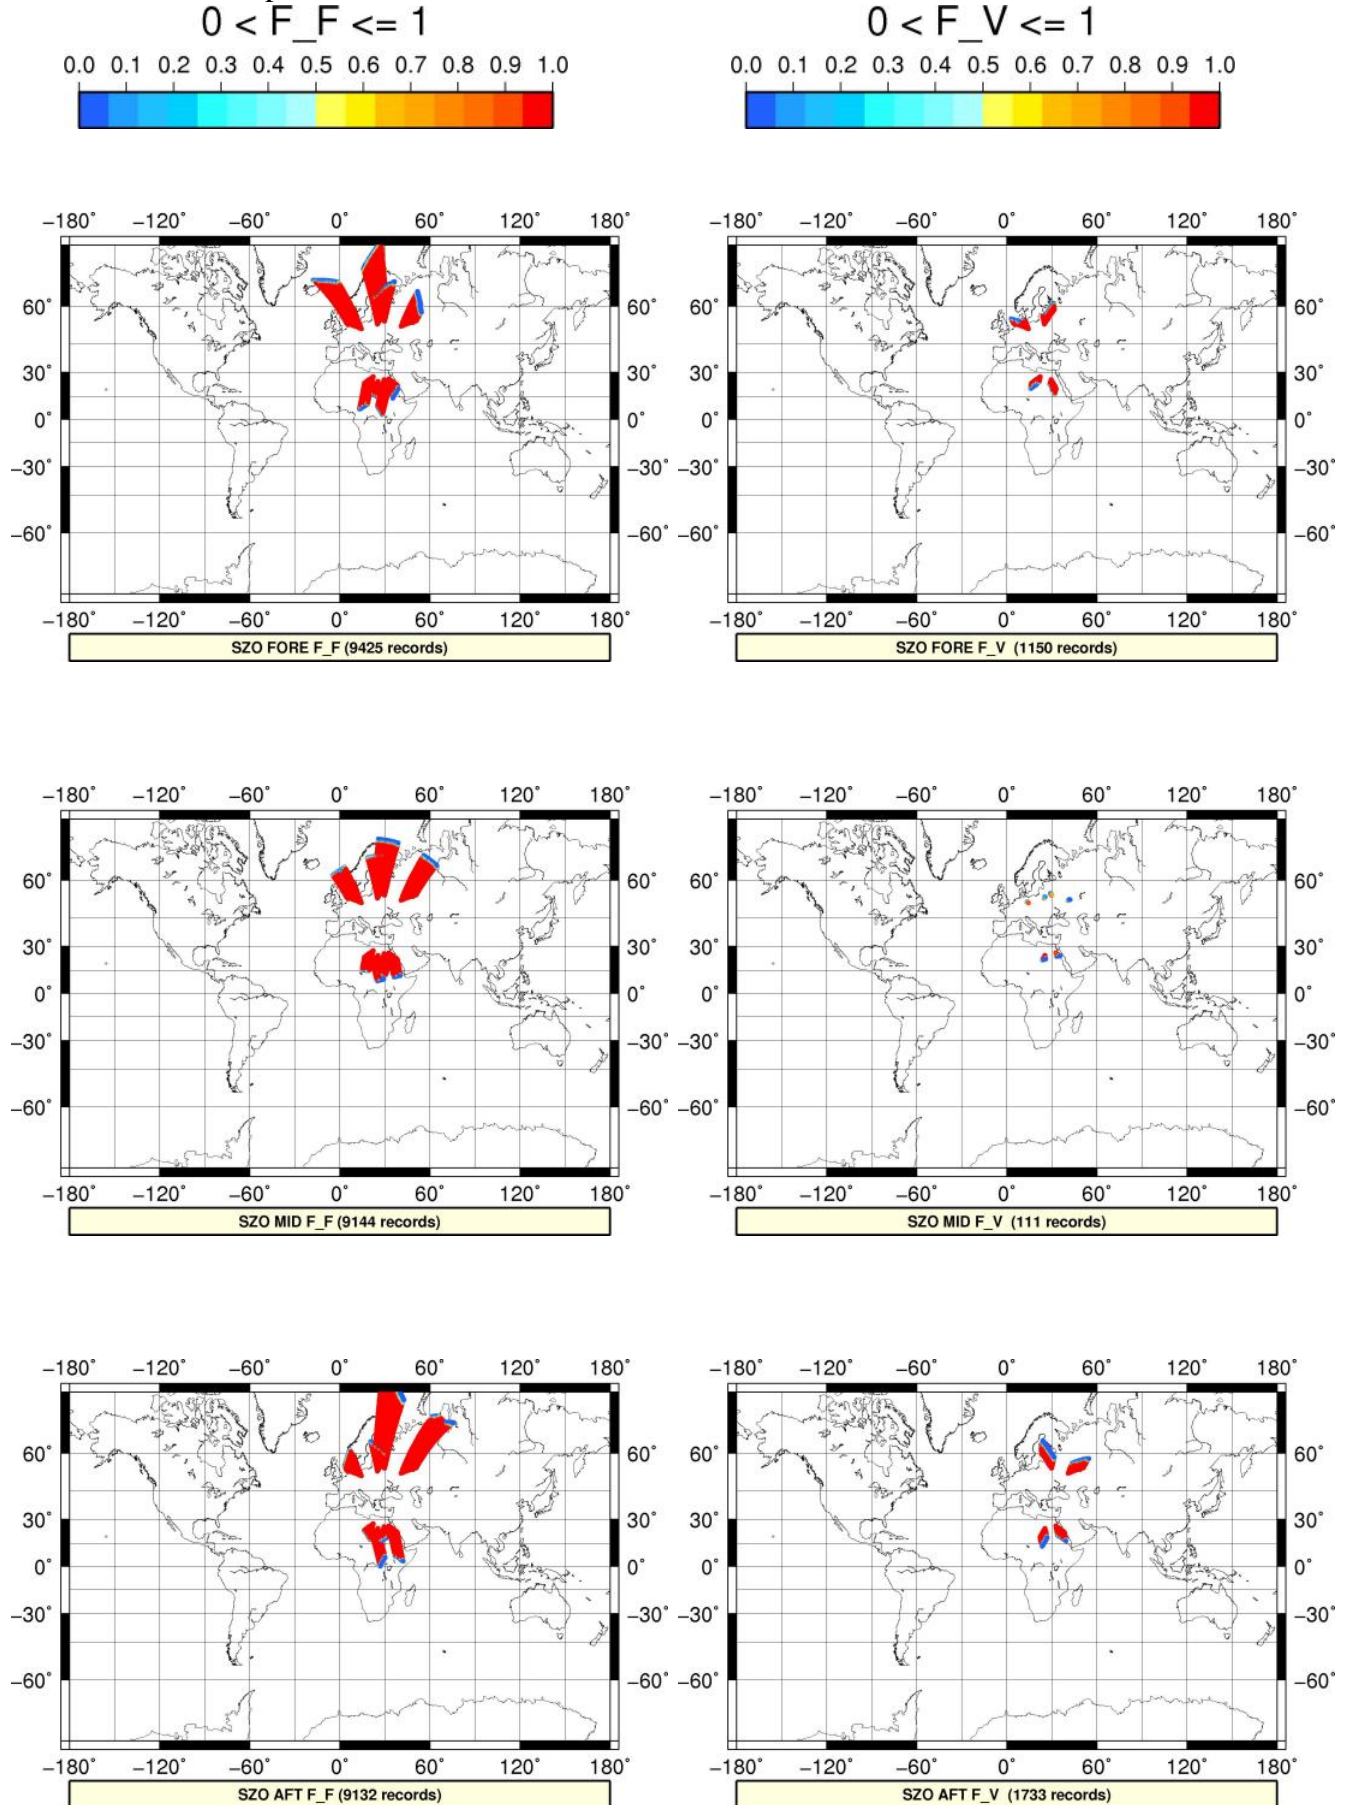 0 < F_F <= 1 0 < F_V <= 1
0.0 0.1 0.2 0.3 0.4 0.5 0.6 0.7 0.8 0.9 1.0 0.0 0.1 0.2 0.3 0.4 0.5 0.6 0.7 0.8 0.9 1.0
−180˚ −120˚ −60˚ 0˚ 60˚ 120˚ 180˚ −180˚ −120˚ −60˚ 0˚ 60˚ 120˚ 180˚
60˚ 60˚ 60˚ 60˚
30˚ 30˚ 30˚ 30˚
0˚ 0˚ 0˚ 0˚
−30˚ −30˚ −30˚ −30˚
−60˚ −60˚ −60˚ −60˚
−180˚ −120˚ −60˚ 0˚ 60˚ 120˚ 180˚ −180˚ −120˚ −60˚ 0˚ 60˚ 120˚ 180˚
SZO FORE F_F (9425 records) SZO FORE F_V (1150 records)
−180˚ −120˚ −60˚ 0˚ 60˚ 120˚ 180˚ −180˚ −120˚ −60˚ 0˚ 60˚ 120˚ 180˚
60˚ 60˚ 60˚ 60˚
30˚ 30˚ 30˚ 30˚
0˚ 0˚ 0˚ 0˚
−30˚ −30˚ −30˚ −30˚
−60˚ −60˚ −60˚ −60˚
−180˚ −120˚ −60˚ 0˚ 60˚ 120˚ 180˚ −180˚ −120˚ −60˚ 0˚ 60˚ 120˚ 180˚
SZO MID F_F (9144 records) SZO MID F_V (111 records)
−180˚ −120˚ −60˚ 0˚ 60˚ 120˚ 180˚ −180˚ −120˚ −60˚ 0˚ 60˚ 120˚ 180˚
60˚ 60˚ 60˚ 60˚
30˚ 30˚ 30˚ 30˚
0˚ 0˚ 0˚ 0˚
−30˚ −30˚ −30˚ −30˚
−60˚ −60˚ −60˚ −60˚
−180˚ −120˚ −60˚ 0˚ 60˚ 120˚ 180˚ −180˚ −120˚ −60˚ 0˚ 60˚ 120˚ 180˚
SZO AFT F_F (9132 records) SZO AFT F_V (1733 records)